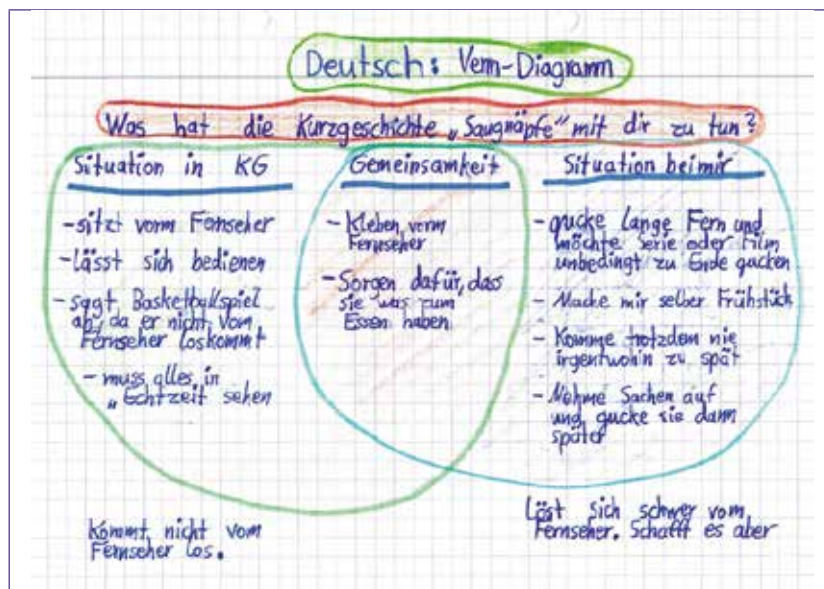 Deutsch: Venn-Diagramm
Was hat die Kurzgeschichte „Saugnäpfe" mit dir zu tun?
Situation in KG
- sitzt vorm Fernseher
- lässt sich bedienen
- sagt Basketballspiel
ab, da er nicht vom
Fernseher loskommt
- muss alles in
„Echtzeit sehen
Kommt nicht vom
Fernseher los.
Gemeinsamkeit
- Kleben vorm
Fernseher
- Sorgen dafür, dass
sie was zum
Essen haben
Situation bei mir
- gucke lange Fern und
möchte Serie oder Film
unbedingt zu Ende gucken
- Mache mir selber Frühstück
- Komme trotzdem nie
irgentwohin zu spät
- Nehme Sachen auf
und gucke sie dann
später
Löst sich schwer vom
Fernseher. Schafft es aber